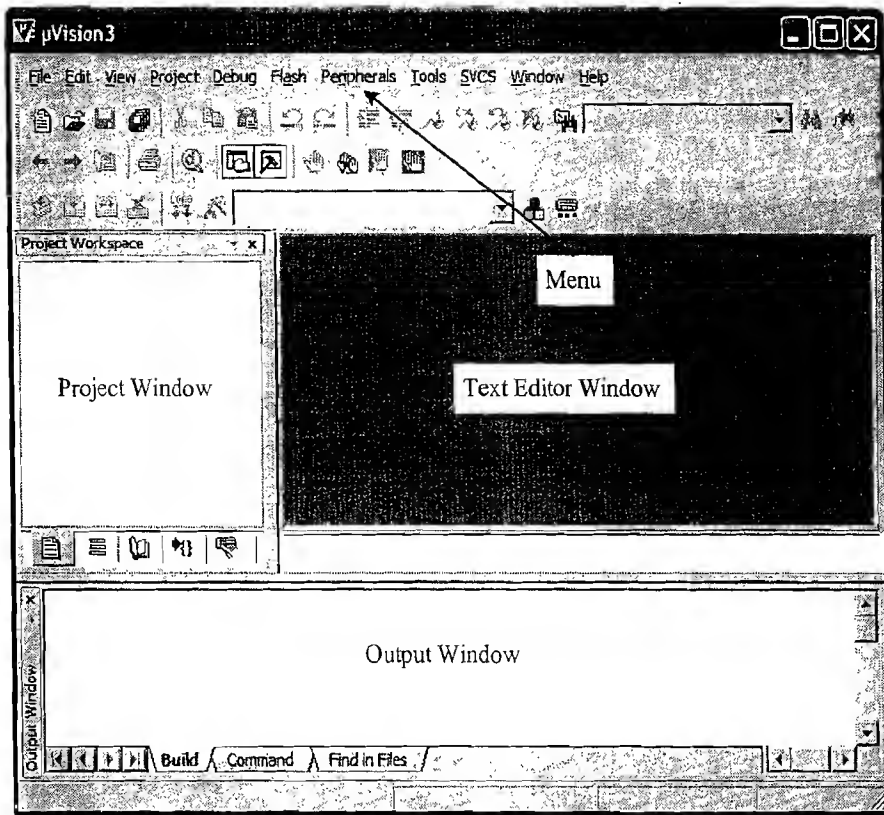 µVision3
File Edit View Project Debug Flash Peripherals Tools SVCS Window Help
Project Workspace
Menu
Project Window
Text Editor Window
Output Window
Output Window
Build Command Find in Files